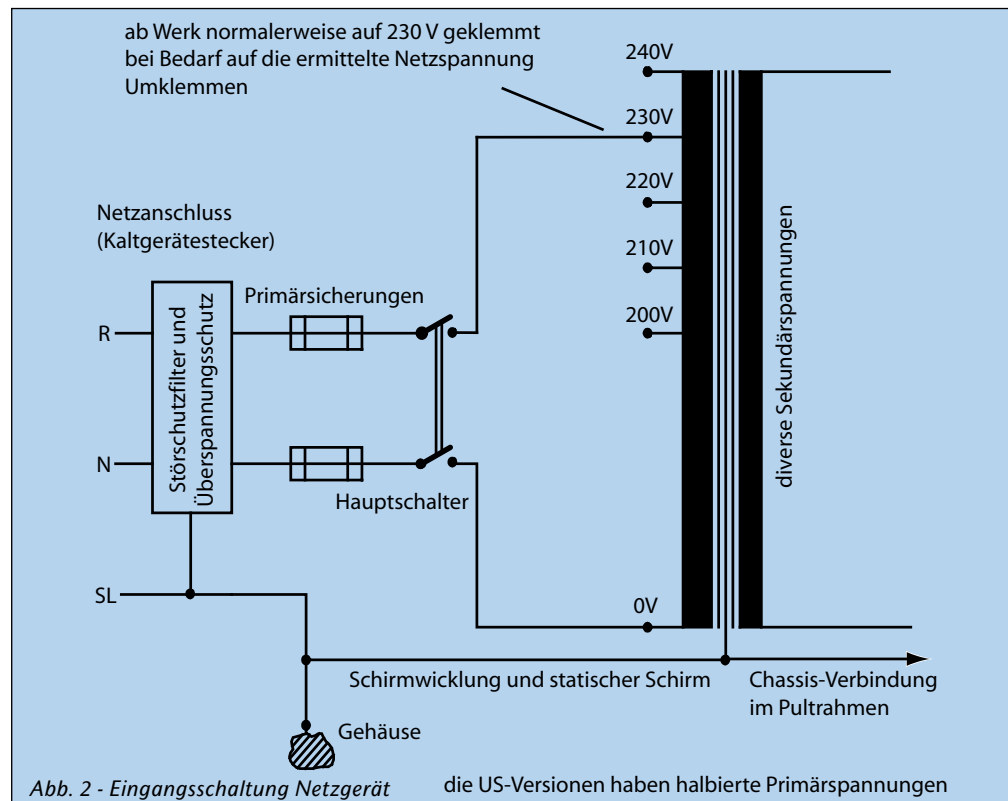 ab Werk normalerweise auf 230 V geklemmt
bei Bedarf auf die ermittelte Netzspannung
Umklemmen
240V
230V
220V
210V
200V
0V
Netzanschluss
(Kaltgerätestecker)
R
N
SL
Störschutzfilter und
Überspannungsschutz
Primärsicherungen
Hauptschalter
diverse Sekundärspannungen
Schirmwicklung und statischer Schirm
Chassis-Verbindung
im Pultrahmen
Gehäuse
Abb. 2 - Eingangsschaltung Netzgerät
die US-Versionen haben halbierte Primärspannungen